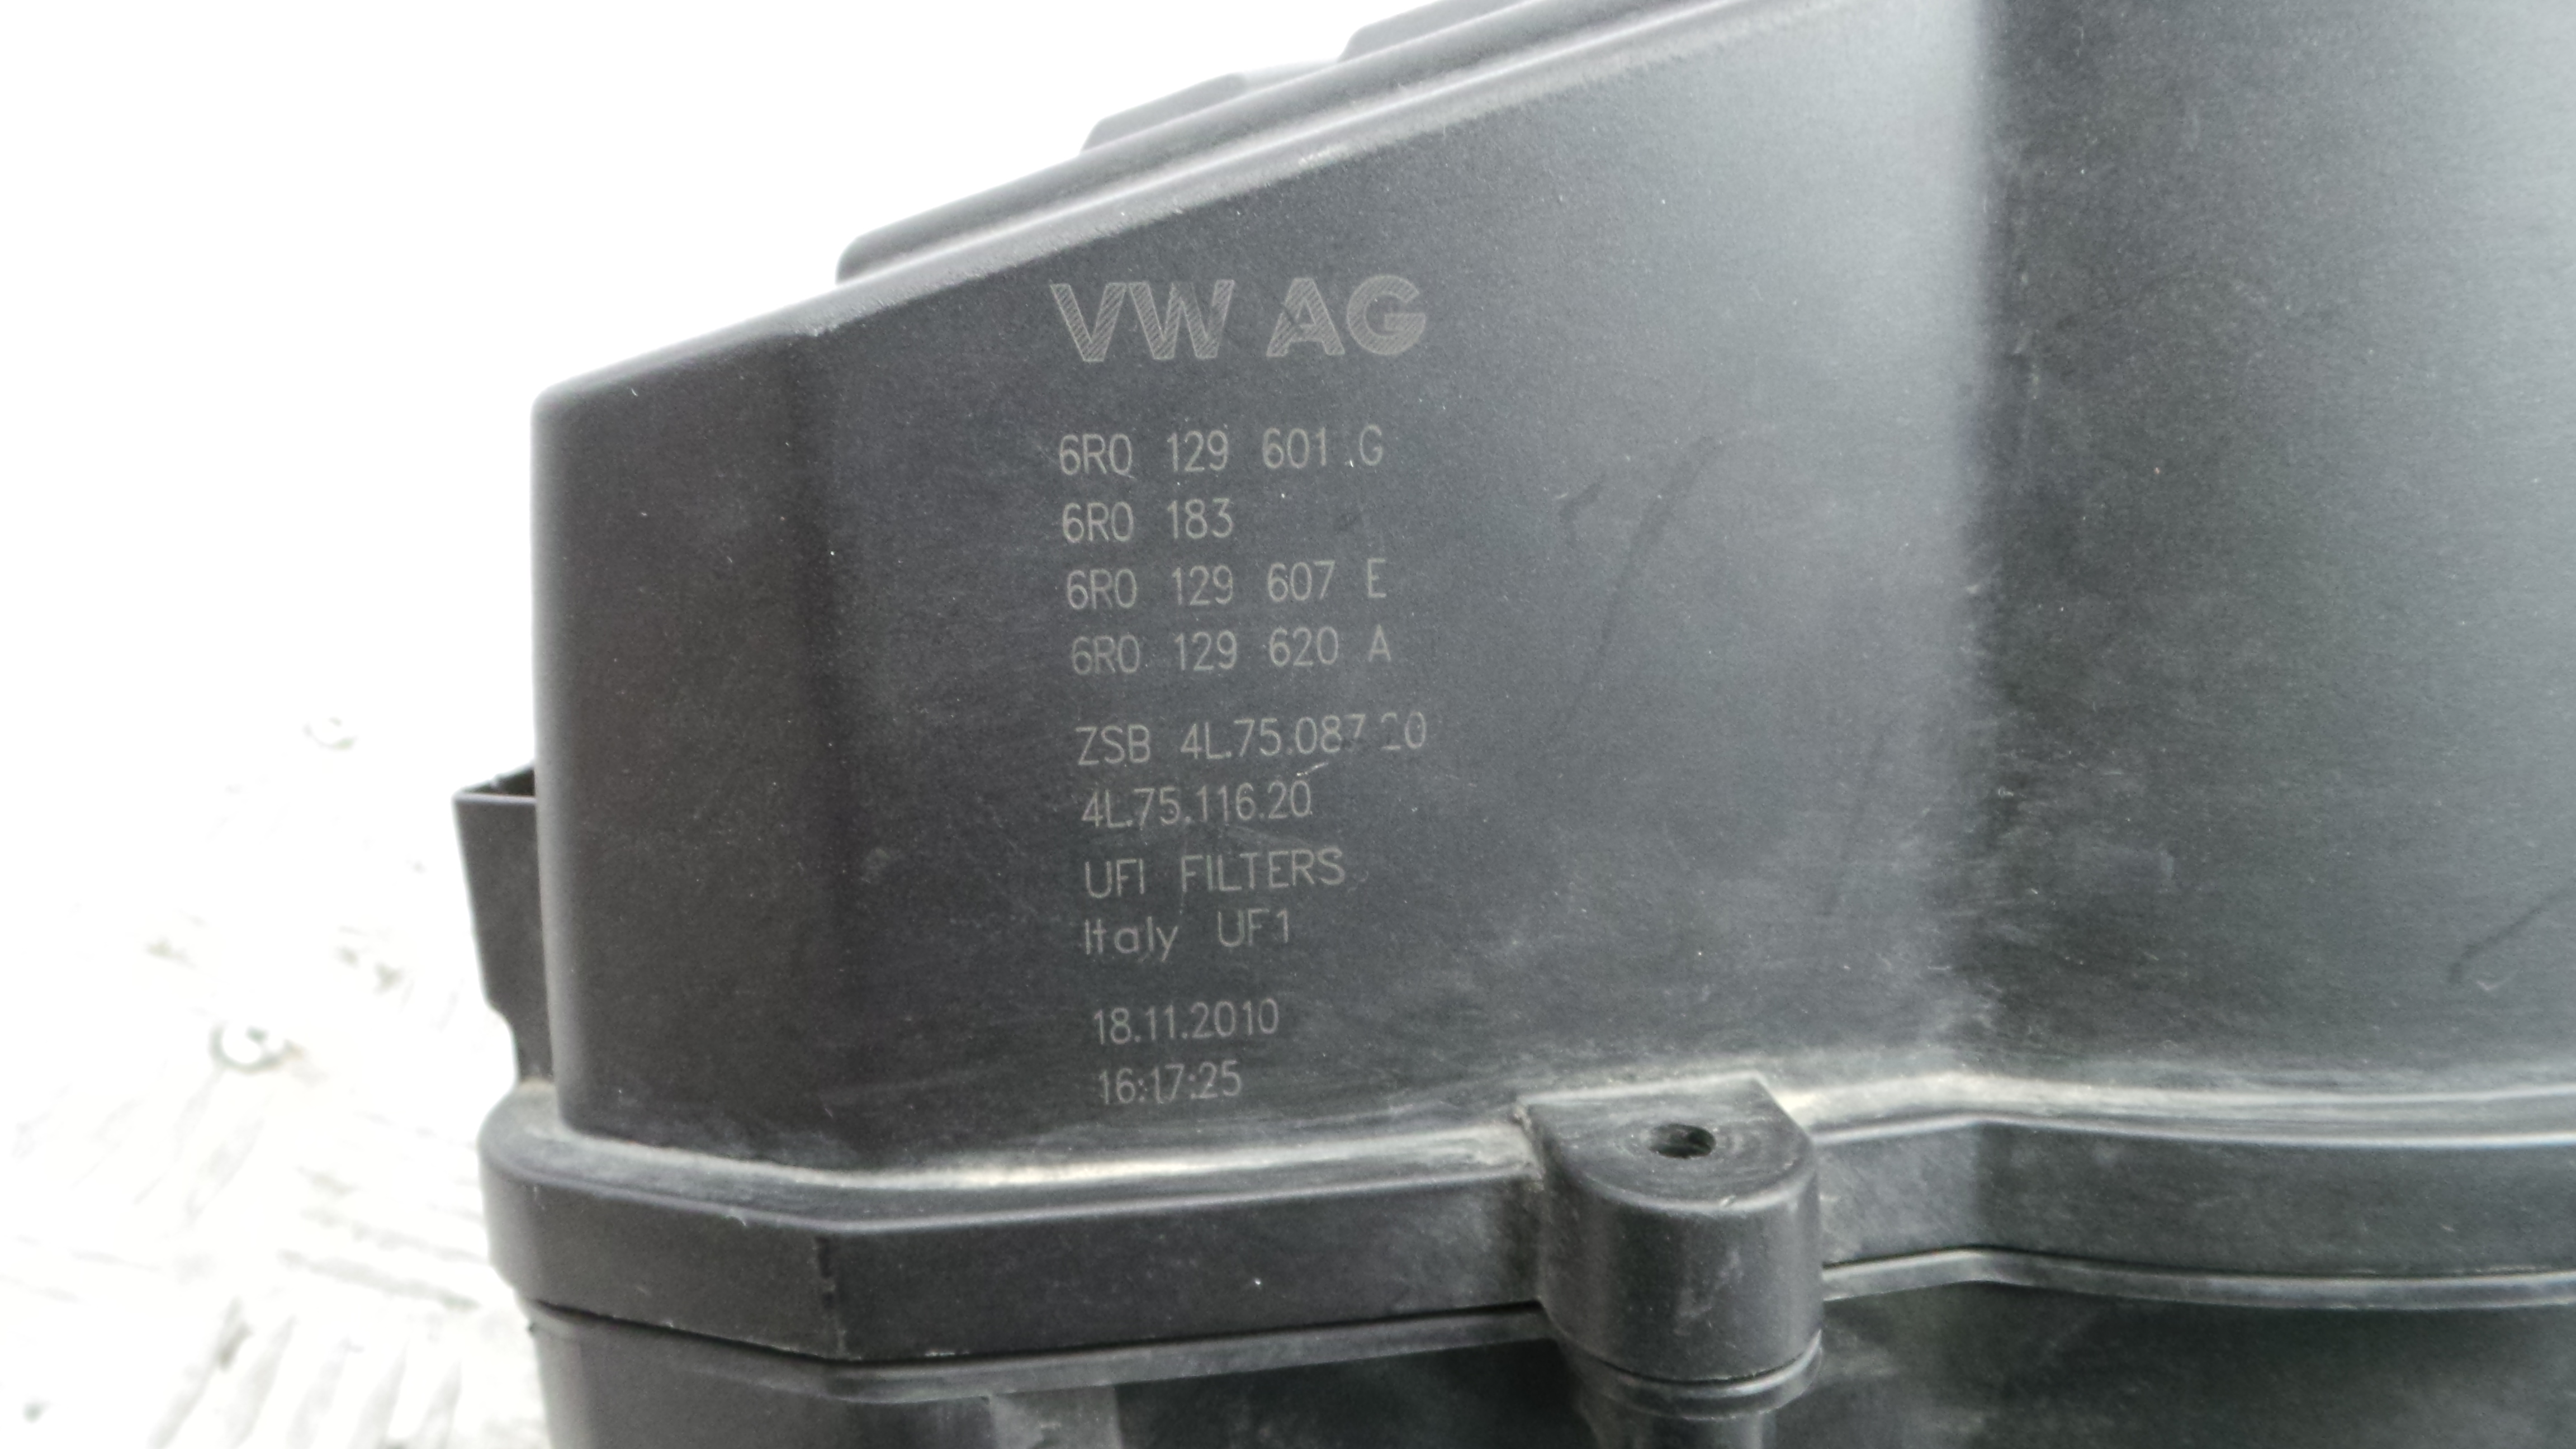 VW AG
6R0 129 601 G
6R0 183
6R0 129 607 E
6R0 129 620 A
ZSB 4L.75.087.20
4L.75.116.20
UFI FILTERS
Italy UF1
18.11.2010
16:17:25